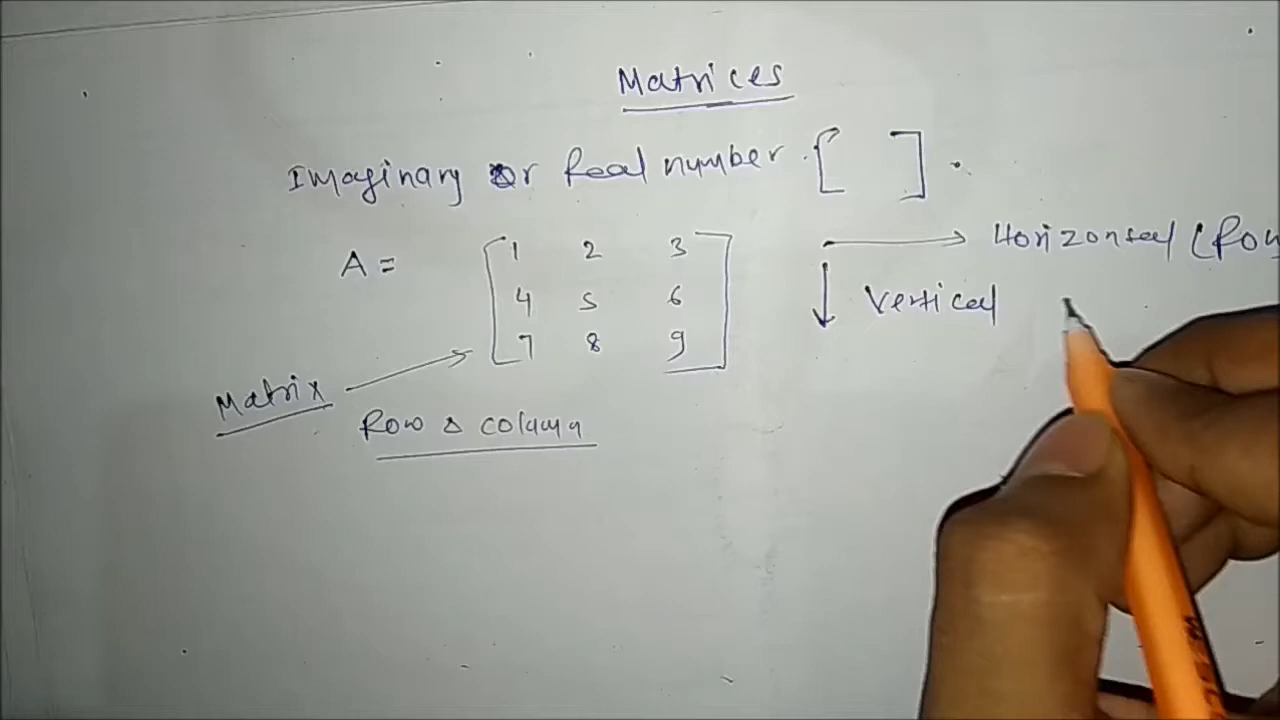 Matrices
Imaginary Or Real number [ ] .
A = [ 1 2 3
4 5 6
7 8 9 ]
→ Horizontal (Row
↓ Vertical
Matrix
Row & column